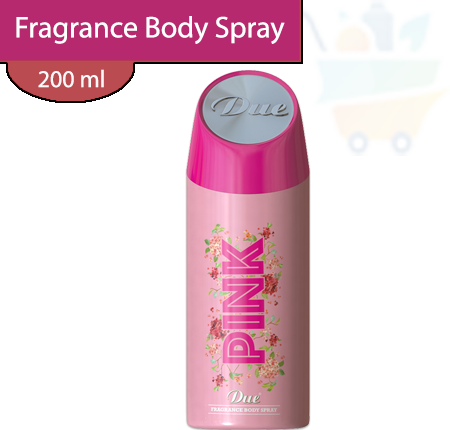 Fragrance Body Spray
200 ml
Due
PINK
Due
FRAGRANCE BODY SPRAY